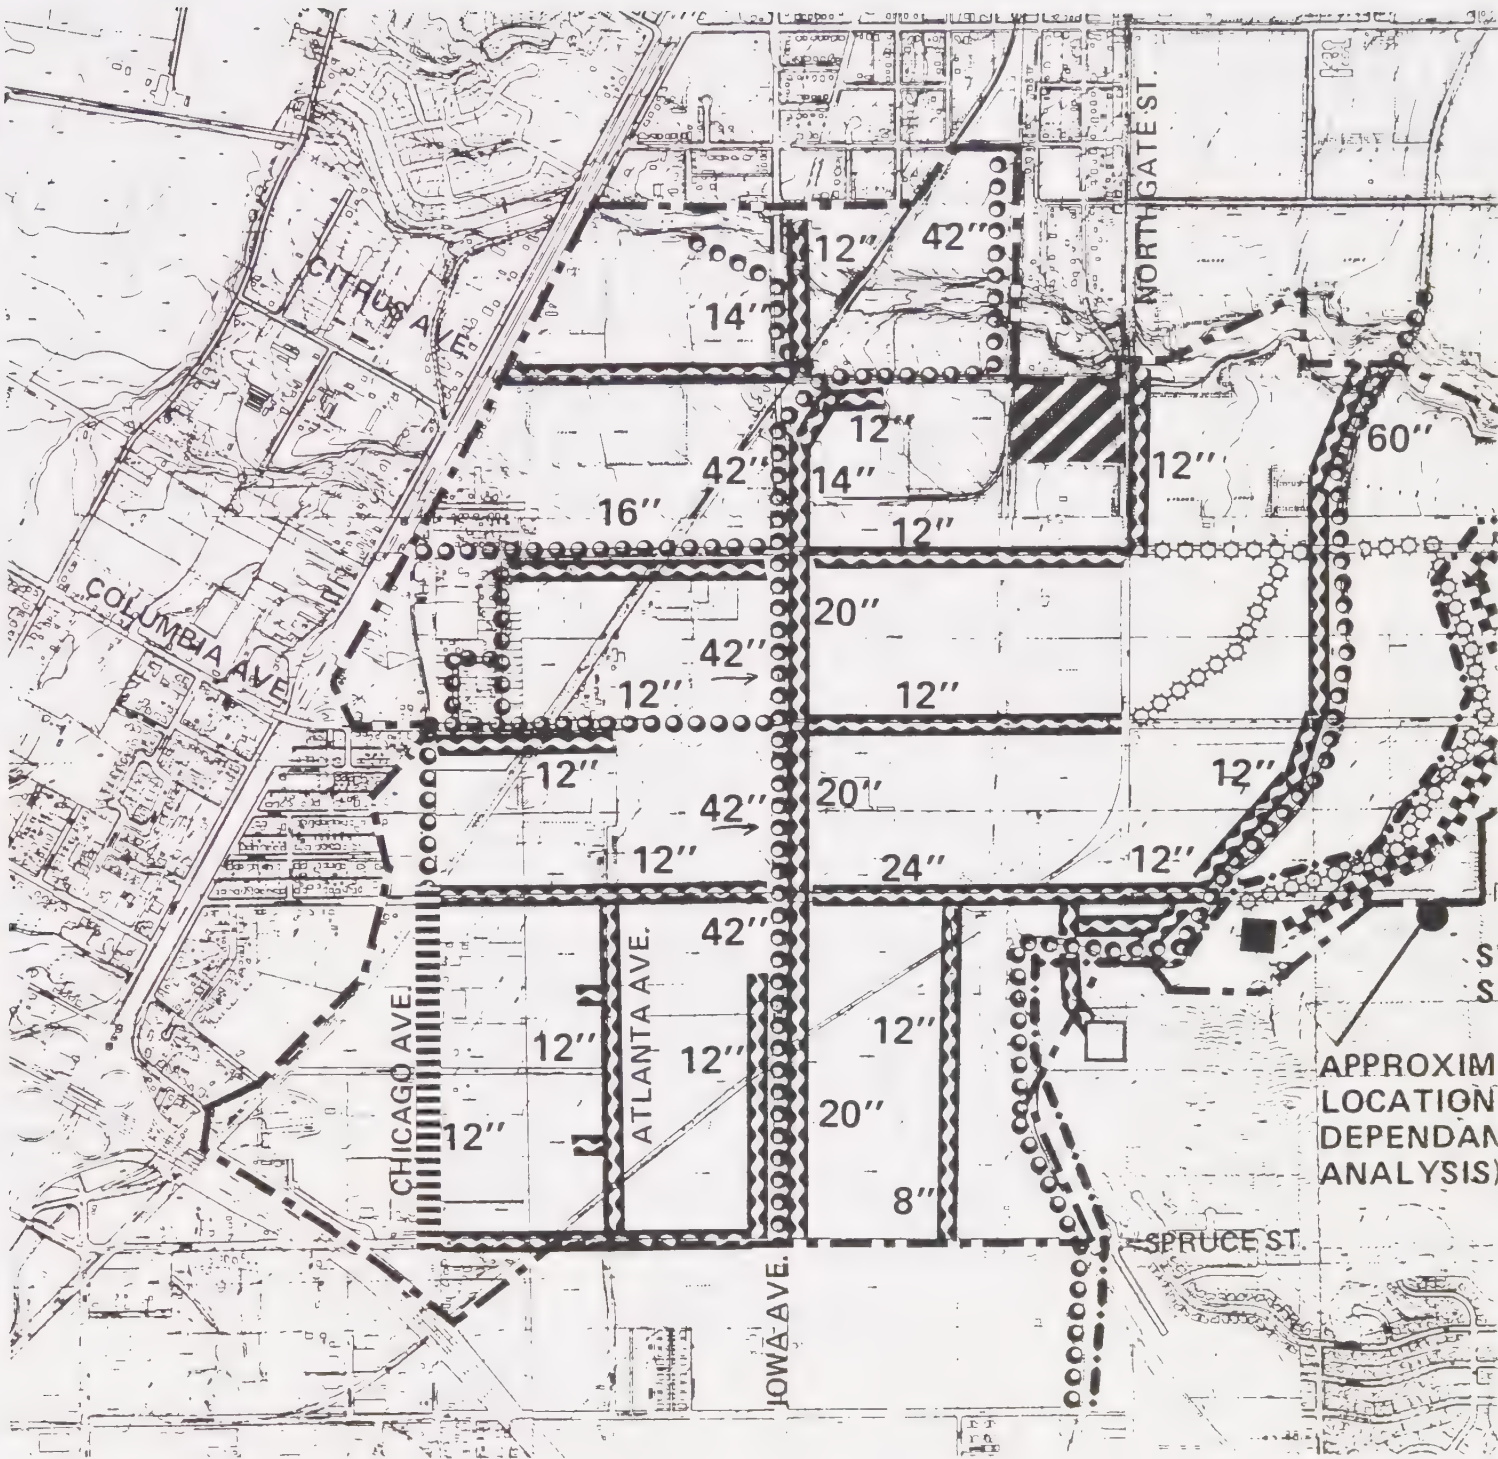 NORTHGATE ST.
12″
42″
CITRUS AVE.
14″
12″
60″
42″
14″
12″
16″
12″
COLUMBIA AVE.
20″
42″
12″
12″
12″
12″
42″
20″
12″
24″
12″
42″
S
S
CHICAGO AVE.
ATLANTA AVE.
12″
12″
12″
APPROXIM
LOCATION
DEPENDAN
ANALYSIS)
12″
20″
8″
SPRUCE ST.
IOWA AVE.